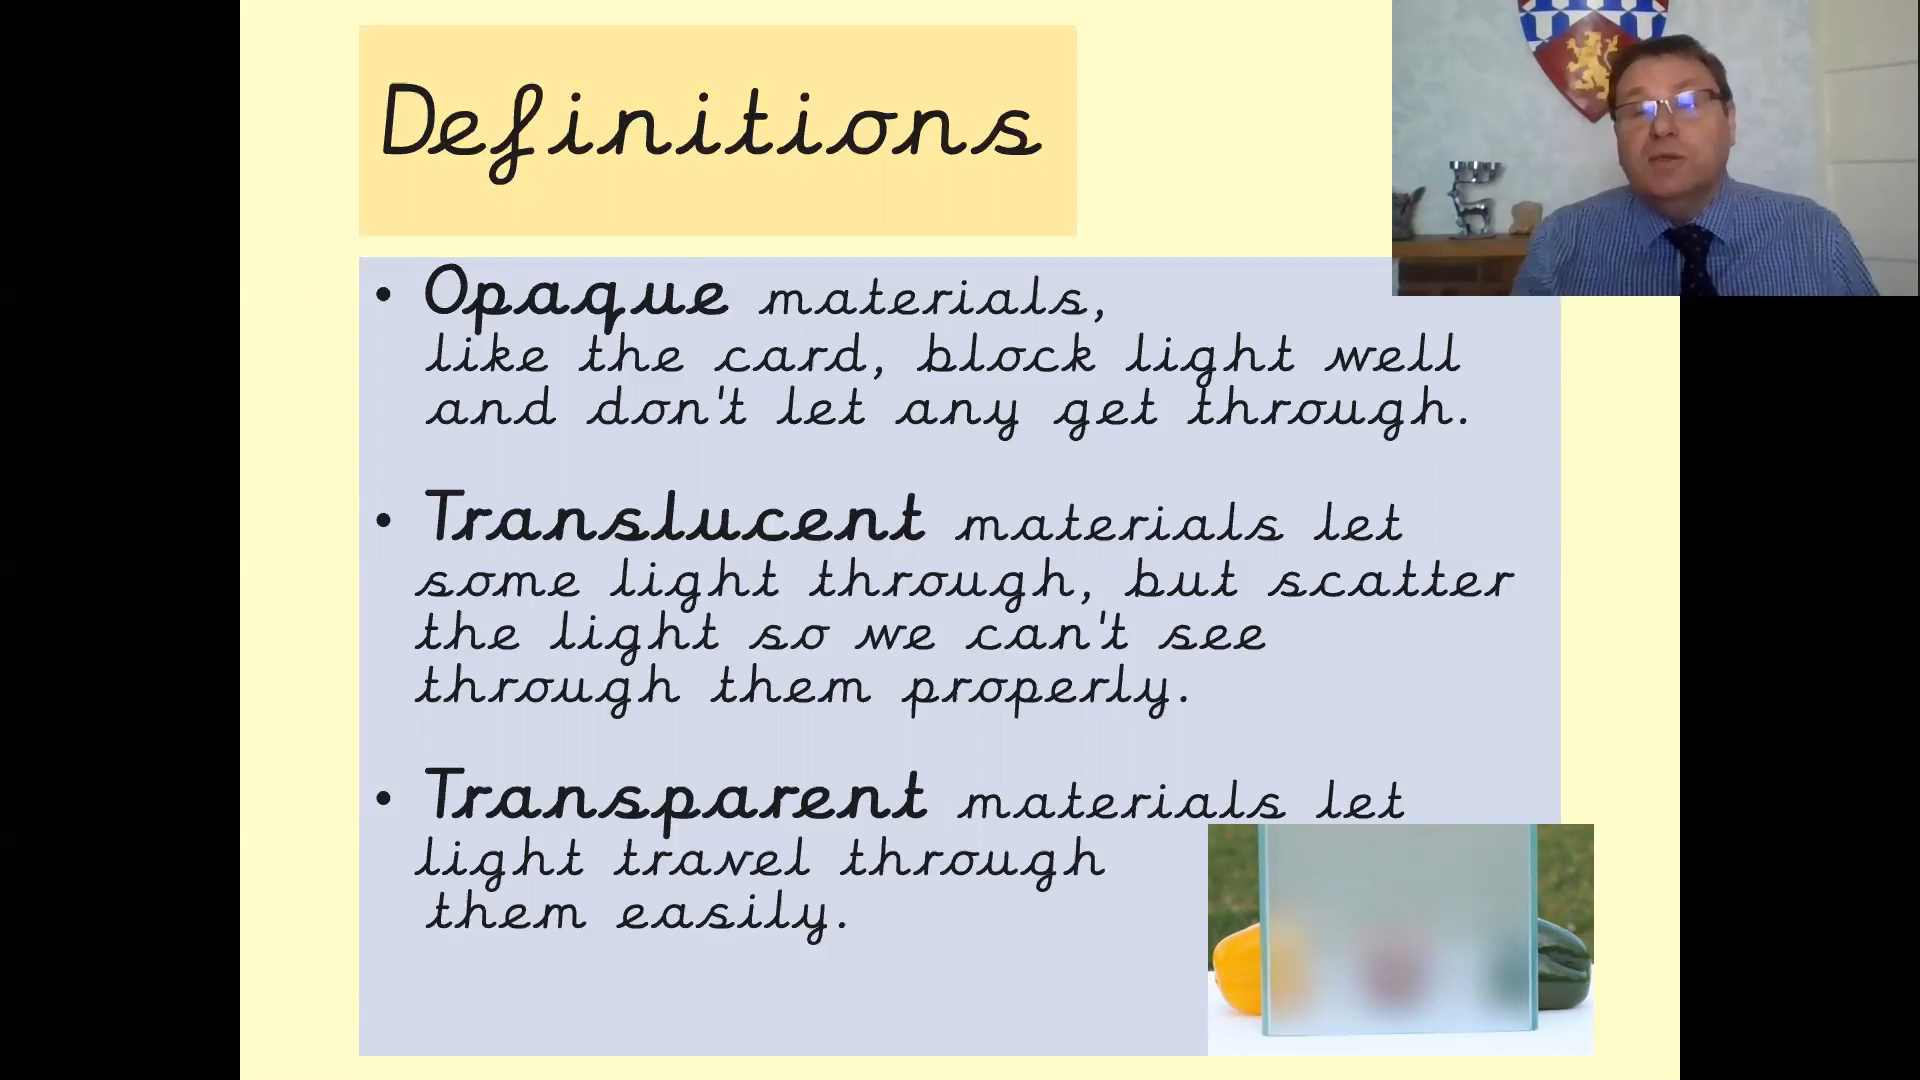 Definitions
• Opaque materials,
like the card, block light well
and don't let any get through.
• Translucent materials let
some light through, but scatter
the light so we can't see
through them properly.
• Transparent materials let
light travel through
them easily.